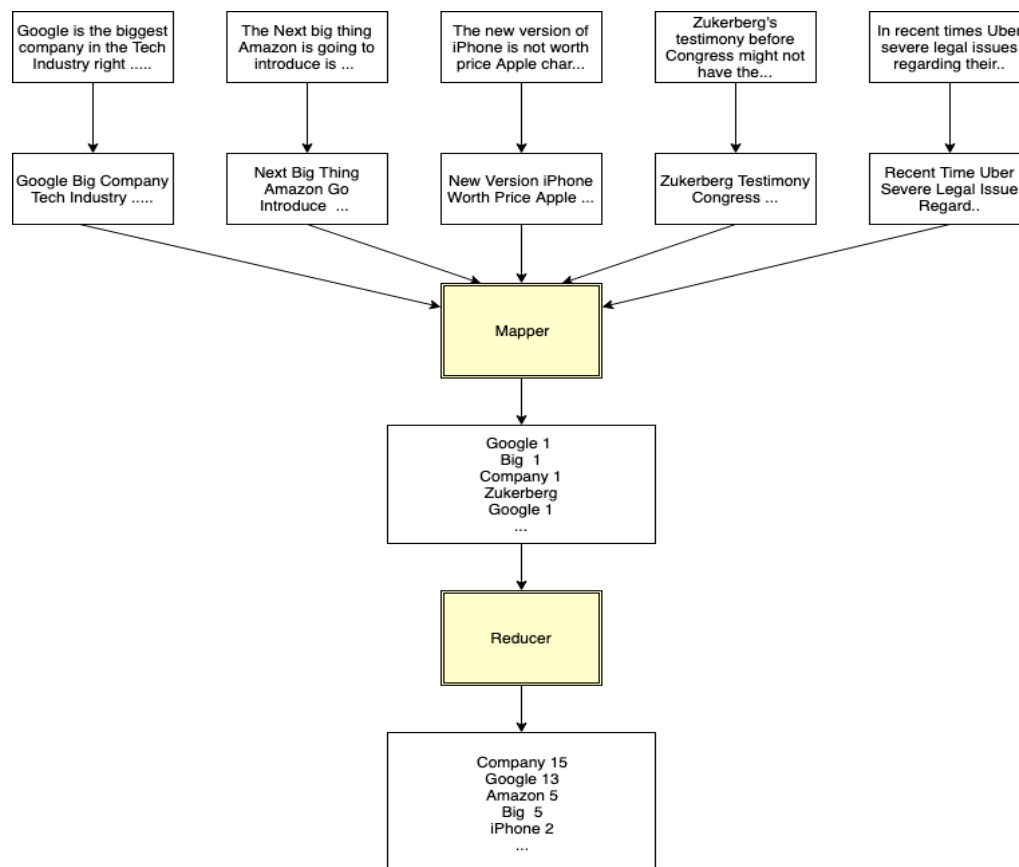 Google is the biggest
company in the Tech
Industry right .....
The Next big thing
Amazon is going to
introduce is ...
The new version of
iPhone is not worth
price Apple char...
Zukerberg's
testimony before
Congress might not
have the...
In recent times Uber
severe legal issues
regarding their..
Google Big Company
Tech Industry .....
Next Big Thing
Amazon Go
Introduce ...
New Version iPhone
Worth Price Apple ...
Zukerberg Testimony
Congress ...
Recent Time Uber
Severe Legal Issue
Regard..
Mapper
Google 1
Big 1
Company 1
Zukerberg
Google 1
...
Reducer
Company 15
Google 13
Amazon 5
Big 5
iPhone 2
...